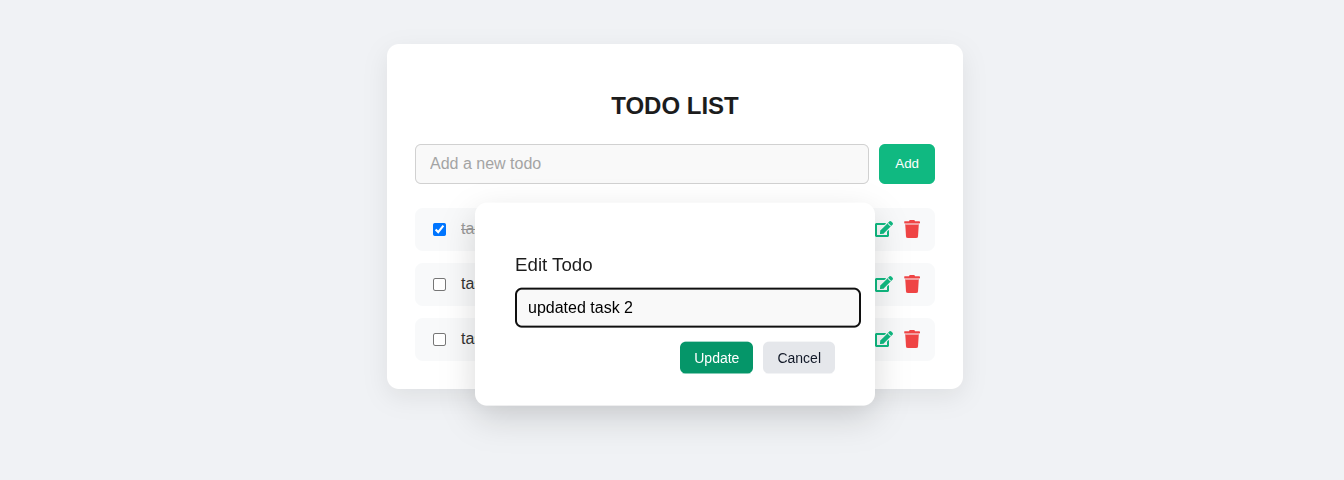 TODO LIST
Add a new todo
Add
ta
Edit Todo
ta
updated task 2
ta
Update Cancel